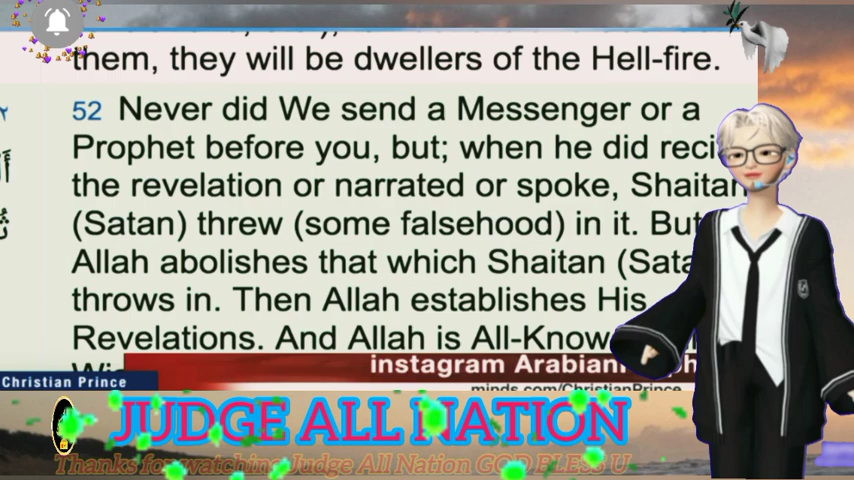 them, they will be dwellers of the Hell-fire.
52 Never did We send a Messenger or a
Prophet before you, but; when he did reci
the revelation or narrated or spoke, Shaitan
(Satan) threw (some falsehood) in it. But
Allah abolishes that which Shaitan (Sata
throws in. Then Allah establishes His
Revelations. And Allah is All-Know
instagram Arabian
Christian Prince
minds.com/ChristianPrince
JUDGE ALL NATION
Thanks for watching Judge All Nation GOD BLESS U